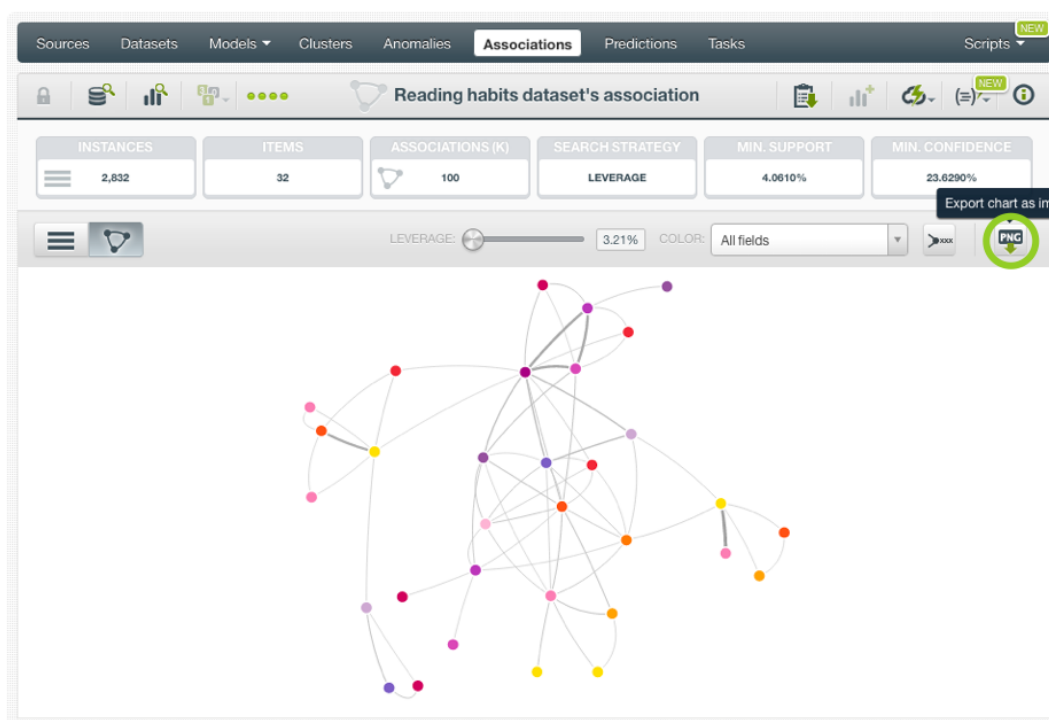 NEW
Sources Datasets Models Clusters Anomalies Associations Predictions Tasks Scripts
NEW
Reading habits dataset's association
INSTANCES ITEMS ASSOCIATIONS (K) SEARCH STRATEGY MIN. SUPPORT MIN. CONFIDENCE
2,832 32 100 LEVERAGE 4.0610% 23.6290%
Export chart as im
LEVERAGE: 3.21% COLOR: All fields xxx PNG